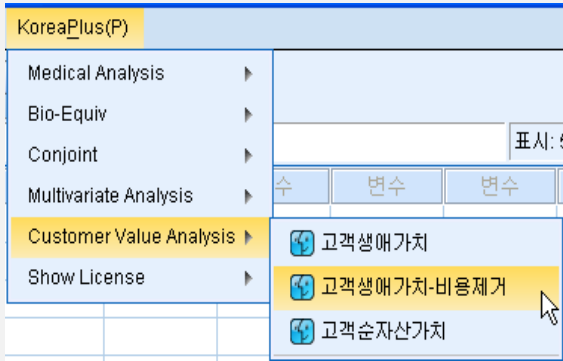 KoreaPlus(P)
Medical Analysis
Bio-Equiv
Conjoint
표시:
Multivariate Analysis
수 변수 변수
Customer Value Analysis
고객생애가치
Show License
고객생애가치-비용제거
고객순자산가치